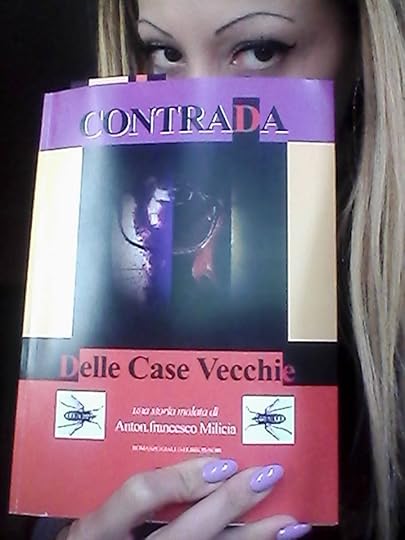 CONTRADA
Delle Case Vecchie
una storia malata di
Anton.francesco Milicia